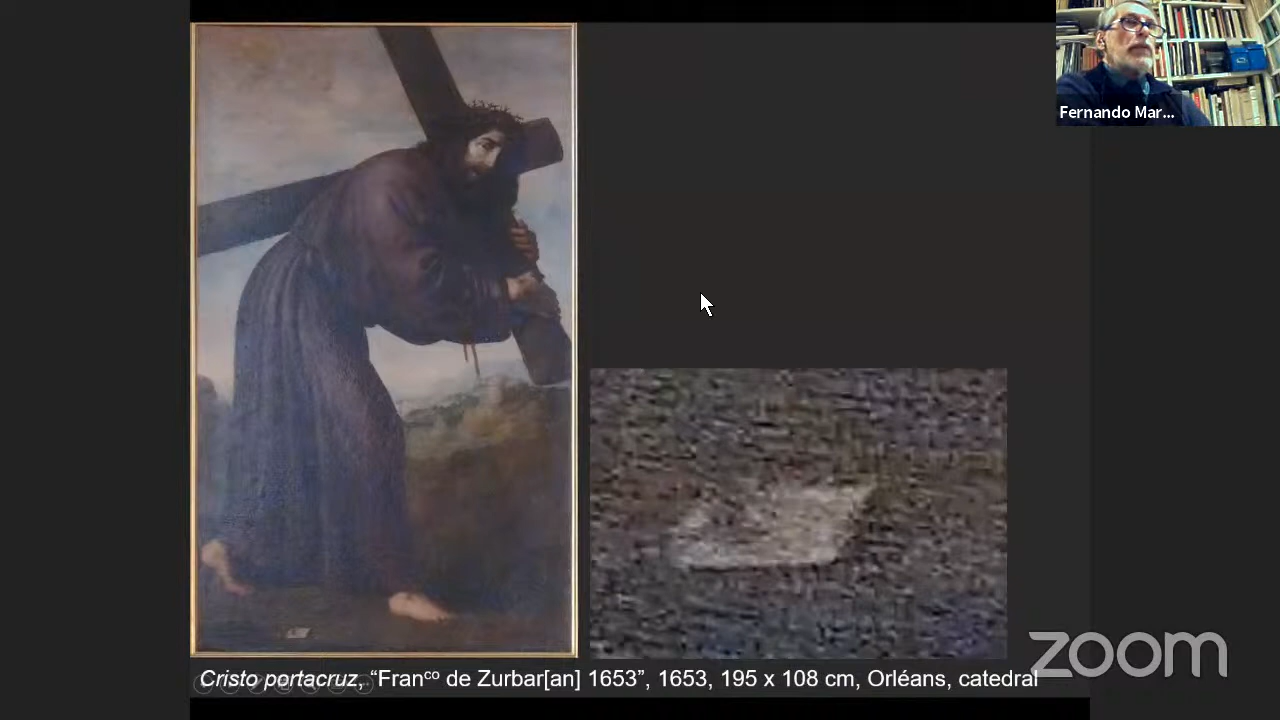 Fernando Mar...
zoom
Cristo portacruz, “Franᶜᵒ de Zurbar[an] 1653”, 1653, 195 x 108 cm, Orléans, catedral